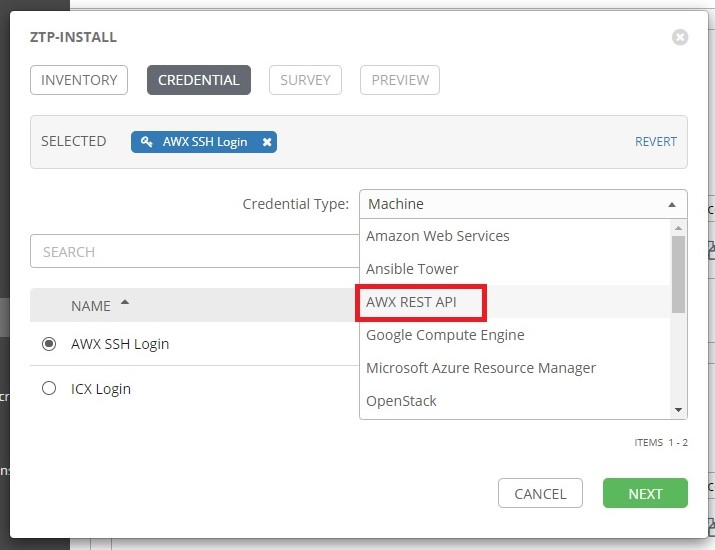 ZTP-INSTALL
INVENTORY CREDENTIAL SURVEY PREVIEW
SELECTED AWX SSH Login REVERT
Credential Type: Machine
Amazon Web Services
SEARCH
Ansible Tower
NAME AWX REST API
Google Compute Engine
AWX SSH Login
Microsoft Azure Resource Manager
ICX Login
OpenStack
ITEMS 1 - 2
CANCEL NEXT